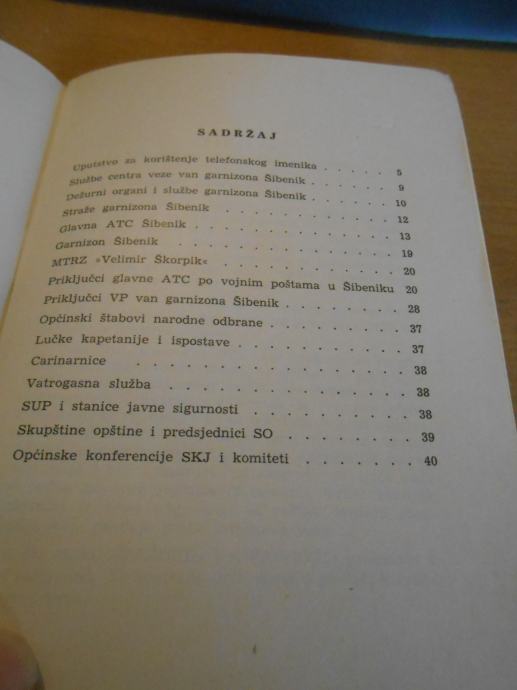 SADRŽAJ
Uputstvo za korištenje telefonskog imenika . . . . . 5
Službe centra veze van garnizona Šibenik . . . . . 9
Dežurni organi i službe garnizona Šibenik . . . . . 10
Straže garnizona Šibenik . . . . . . . . . 12
Glavna ATC Šibenik . . . . . . . . . . 13
Garnizon Šibenik . . . . . . . . . . . 19
MTRZ »Velimir Škorpik« . . . . . . . . . 20
Priključci glavne ATC po vojnim poštama u Šibeniku 20
Priključci VP van garnizona Šibenik . . . . . . 28
Općinski štabovi narodne odbrane . . . . . . . 37
Lučke kapetanije i ispostave . . . . . . . . 37
Carinarnice . . . . . . . . . . . . 38
Vatrogasna služba . . . . . . . . . . 38
SUP i stanice javne sigurnosti . . . . . . . 38
Skupštine opštine i predsjednici SO . . . . . . 39
Općinske konferencije SKJ i komiteti . . . . . . 40